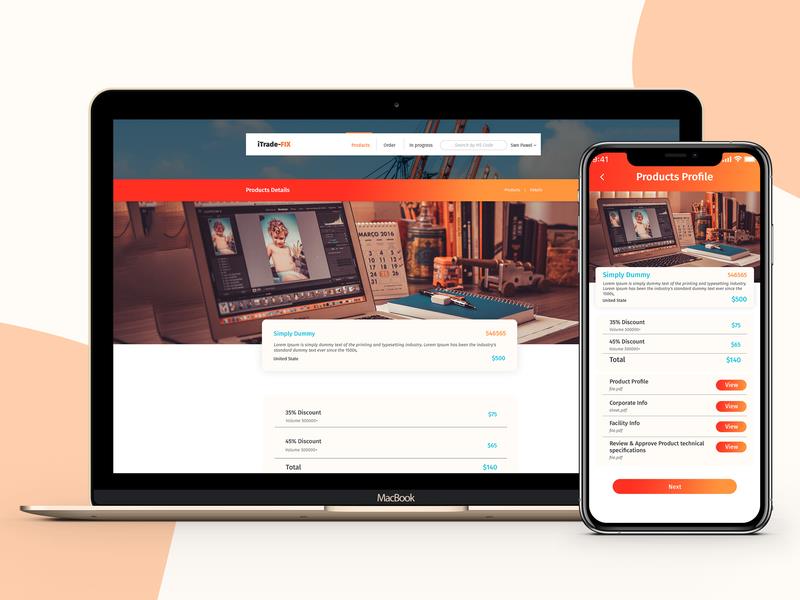 iTrade-FIX
Products
Order
In progress
Search by HS Code
Sam Pawel
Products Details
Products | Details
MARÇO 2016
Simply Dummy 546565
Lorem Ipsum is simply dummy text of the printing and typesetting industry. Lorem Ipsum has been the industry's
standard dummy text ever since the 1500s,
United State $500
35% Discount $75
Volume 500000+
45% Discount $65
Volume 500000+
Total $140
MacBook
9:41
Products Profile
Simply Dummy 546565
Lorem Ipsum is simply dummy text of the printing and typesetting
industry. Lorem Ipsum has been the industry's standard dummy text ever since the
1500s,
United State $500
35% Discount $75
Volume 500000+
45% Discount $65
Volume 500000+
Total $140
Product Profile View
file.pdf
Corporate Info View
sheet.pdf
Facility Info View
file.pdf
Review & Approve Product technical View
specifications
file.pdf
Next